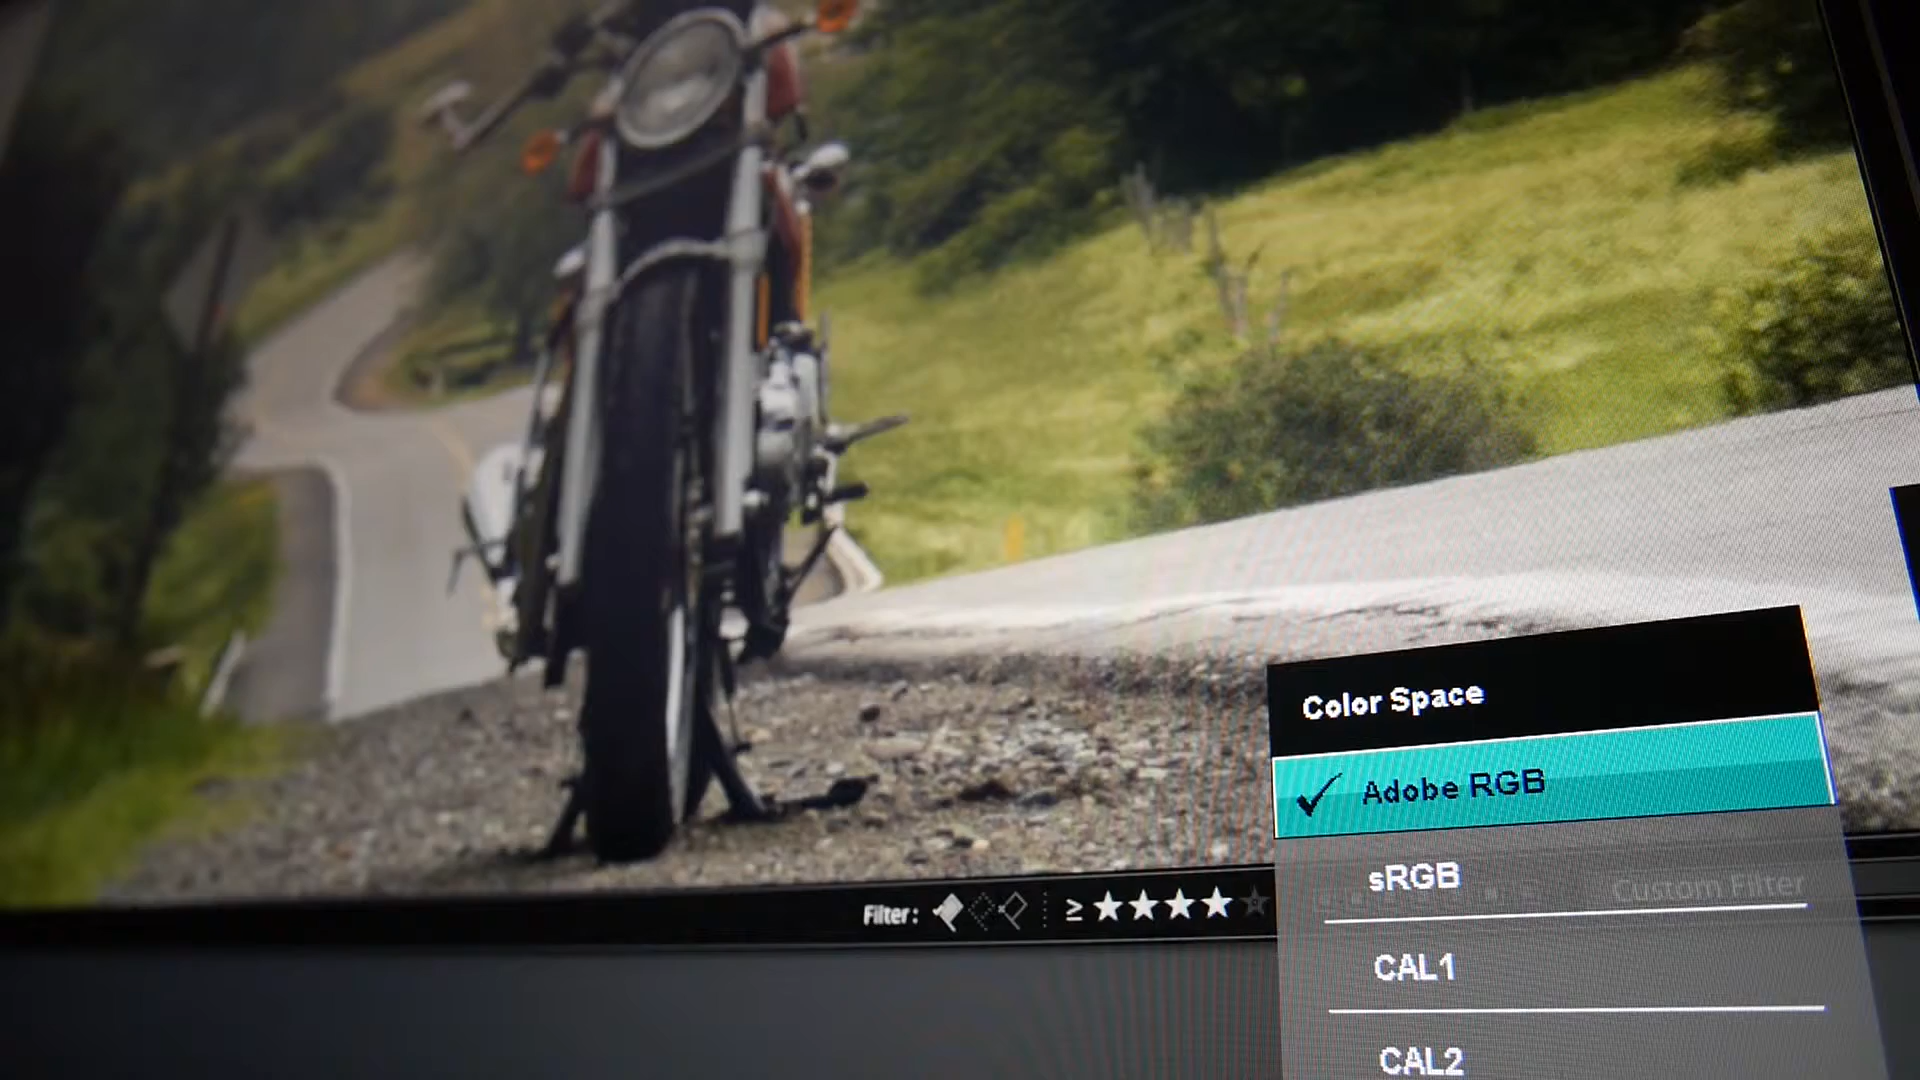 Color Space
Adobe RGB
sRGB
Custom Filter
Filter : ≥ ★★★★
CAL1
CAL2